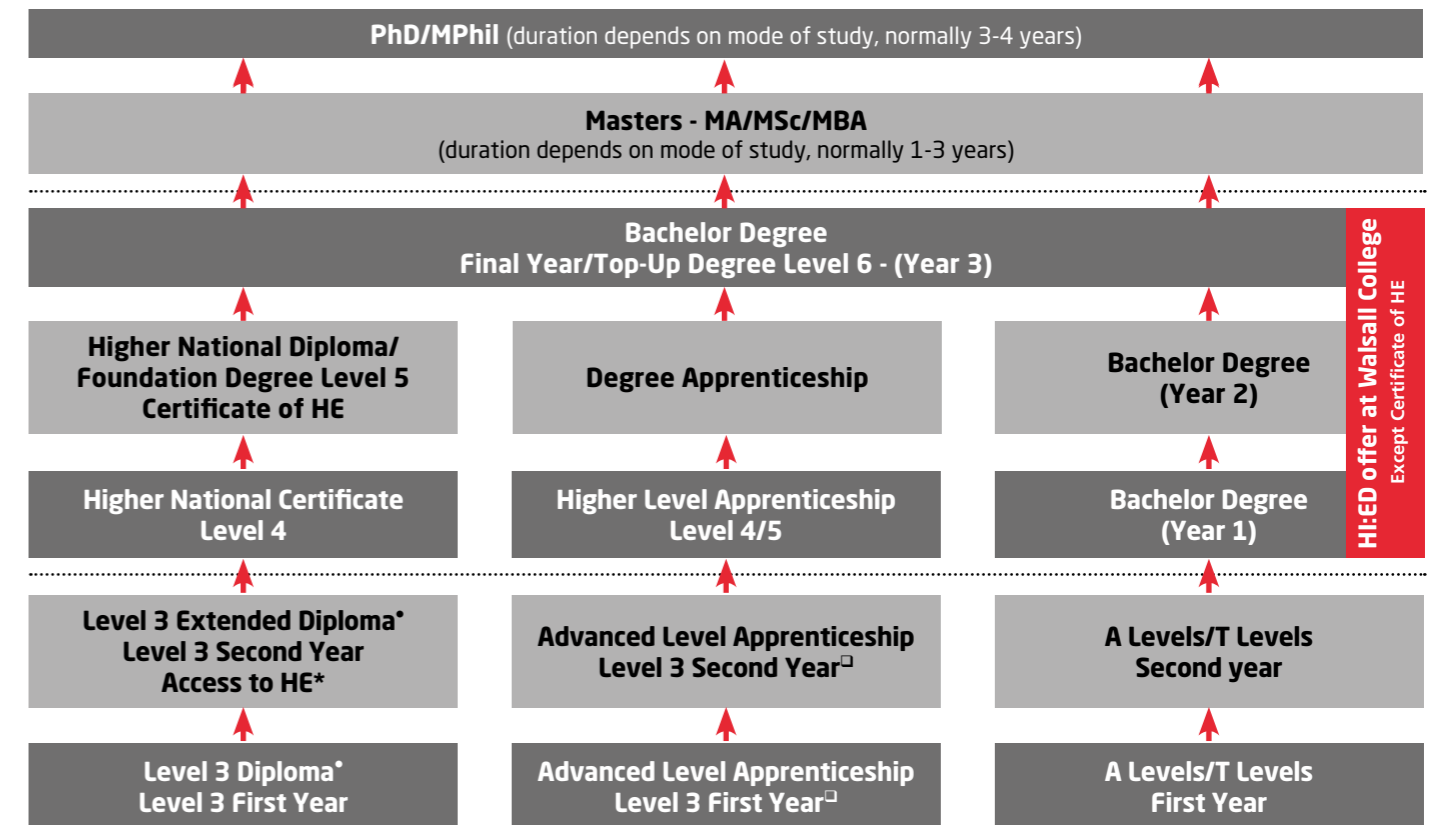 PhD/MPhil (duration depends on mode of study, normally 3-4 years)
Masters - MA/MSc/MBA
(duration depends on mode of study, normally 1-3 years)
Bachelor Degree
Final Year/Top-Up Degree Level 6 - (Year 3)
Higher National Diploma/
Foundation Degree Level 5
Certificate of HE
Degree Apprenticeship
Bachelor Degree
(Year 2)
Higher National Certificate
Level 4
Higher Level Apprenticeship
Level 4/5
Bachelor Degree
(Year 1)
HI:ED offer at Walsall College
Except Certificate of HE
Level 3 Extended Diploma•
Level 3 Second Year
Access to HE*
Advanced Level Apprenticeship
Level 3 Second Year❏
A Levels/T Levels
Second year
Level 3 Diploma•
Level 3 First Year
Advanced Level Apprenticeship
Level 3 First Year❏
A Levels/T Levels
First Year